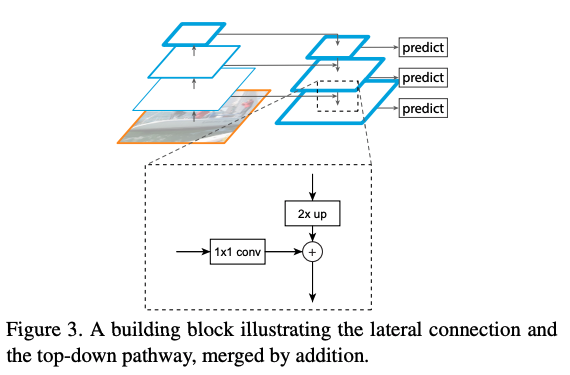 predict
predict
predict
2x up
1x1 conv
+
Figure 3. A building block illustrating the lateral connection and
the top-down pathway, merged by addition.